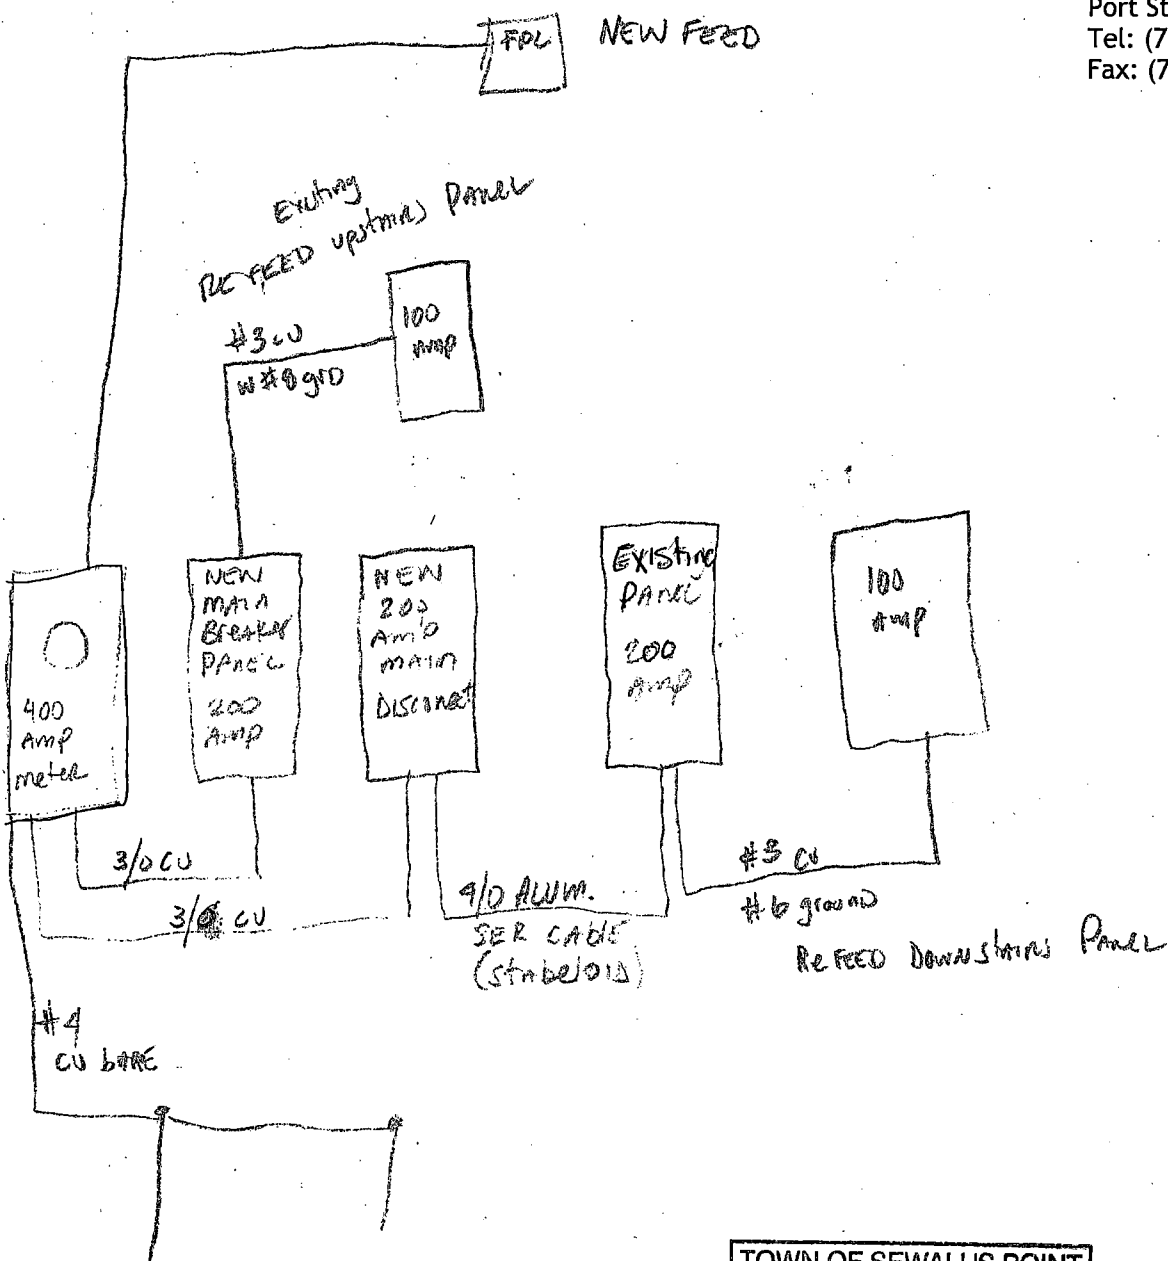 Port St
Tel: (7
Fax: (7
FPL
NEW FEED
Existing
RE FEED upstairs PANEL
#3 CU
w #8 grD
100
Amp
NEW
MAIN
Breaker
PANEL
200
Amp
NEW
200
Amp
MAIN
DISCONECT
EXISTING
PANEL
200
Amp
100
Amp
400
Amp
meter
3/0 CU
3/0 CU
4/0 ALUM.
SER CABLE
#3 CU
#6 grounD
Re FEED DOWNSTAIRS PANEL
#4
CU bARE
TOWN OF SEWALL'S POINT